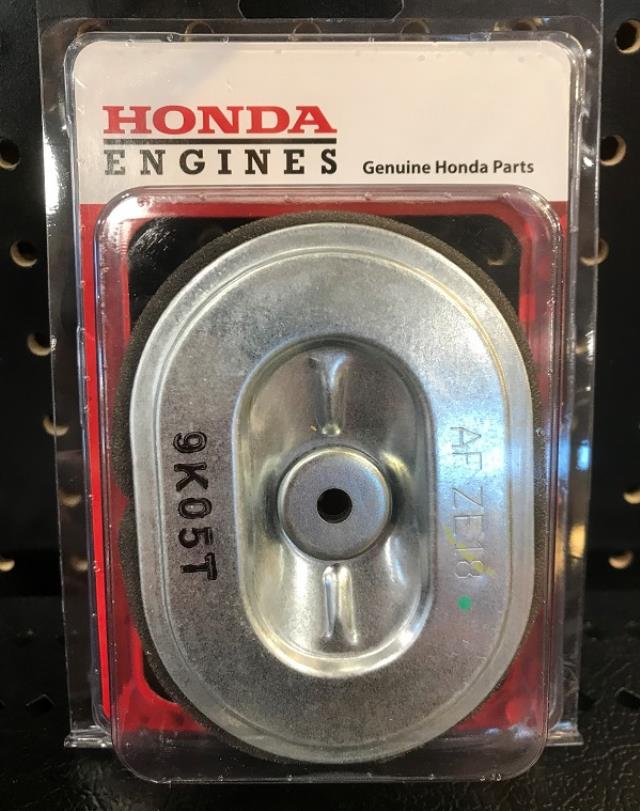 HONDA
ENGINES
Genuine Honda Parts
9K05T
AF ZE18